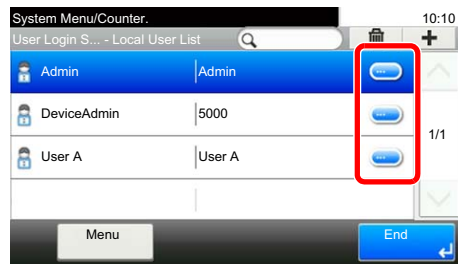 System Menu/Counter. 10:10
User Login S... - Local User List
Admin Admin
DeviceAdmin 5000
1/1
User A User A
Menu End